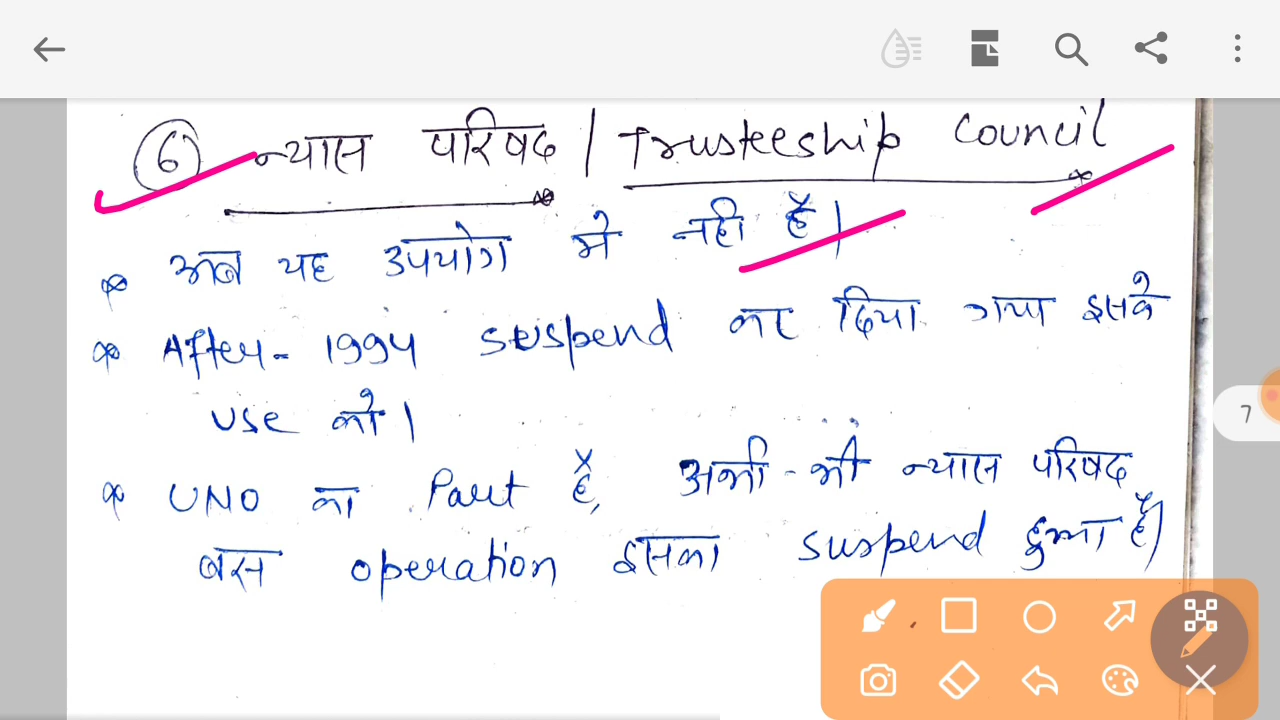 6 न्यास परिषद / Trusteeship Council
अब यह उपयोग मे नही है।
After - 1994 suspend कर दिया गया इसके
use को।
UNO का Part है, अभी - भी न्यास परिषद
बस operation इसका suspend हुआ है।
7